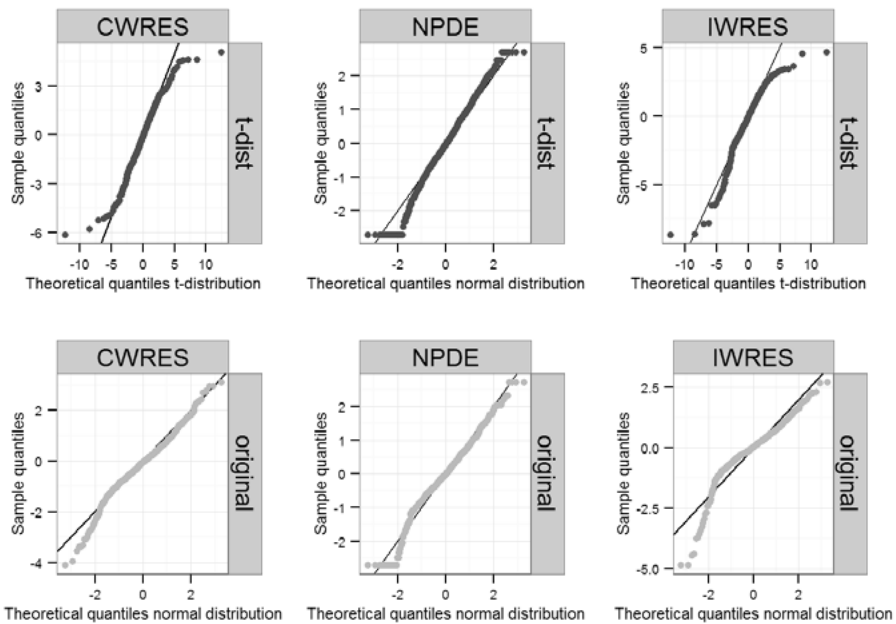 CWRES NPDE IWRES
Sample quantiles
3
0
-3
-6
t-dist
-10 -5 0 5 10
Theoretical quantiles t-distribution
Sample quantiles
2
1
0
-1
-2
t-dist
-2 0 2
Theoretical quantiles normal distribution
Sample quantiles
5
0
-5
t-dist
-10 -5 0 5 10
Theoretical quantiles t-distribution
CWRES NPDE IWRES
Sample quantiles
2
0
-2
-4
original
-2 0 2
Theoretical quantiles normal distribution
Sample quantiles
2
1
0
-1
-2
original
-2 0 2
Theoretical quantiles normal distribution
Sample quantiles
2.5
0.0
-2.5
-5.0
original
-2 0 2
Theoretical quantiles normal distribution